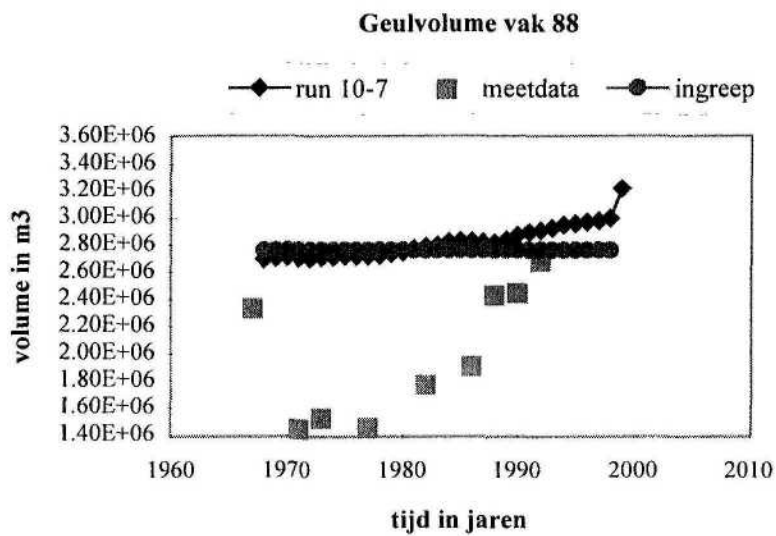 Geulvolume vak 88
run 10-7 meetdata ingreep
3.60E+06
3.40E+06
3.20E+06
3.00E+06
2.80E+06
2.60E+06
2.40E+06
2.20E+06
2.00E+06
1.80E+06
1.60E+06
1.40E+06
volume in m3
1960 1970 1980 1990 2000 2010
tijd in jaren